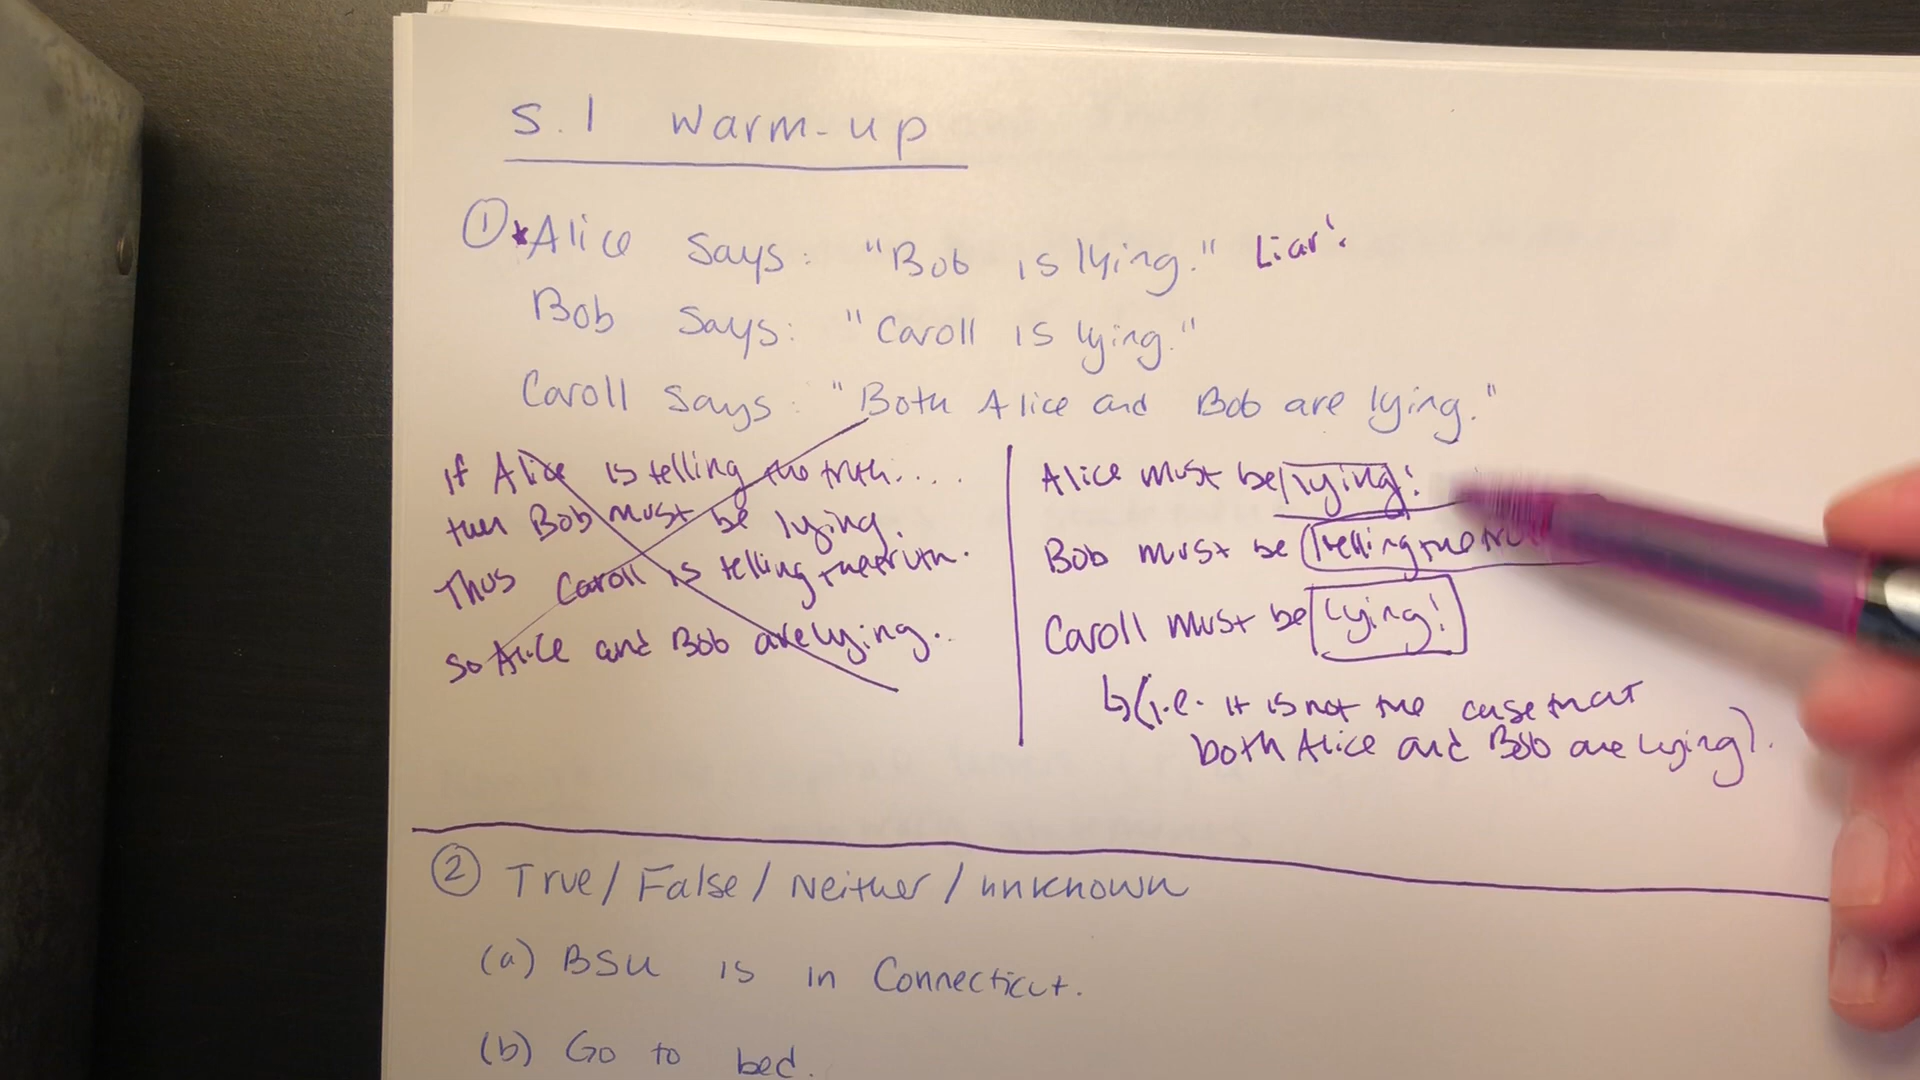 5.1 Warm-up
① *Alice says: "Bob is lying." Liar!
Bob says: "Caroll is lying."
Caroll says: "Both Alice and Bob are lying."
If Alice is telling the truth....
then Bob must be lying.
Thus Caroll is telling the truth.
So Alice and Bob are lying.
Alice must be lying!
Bob must be telling the
Caroll must be lying!
(i.e. it is not the case that
both Alice and Bob are lying).
② True/False/Neither/unknown
(a) BSU is in Connecticut.
(b) Go to bed.